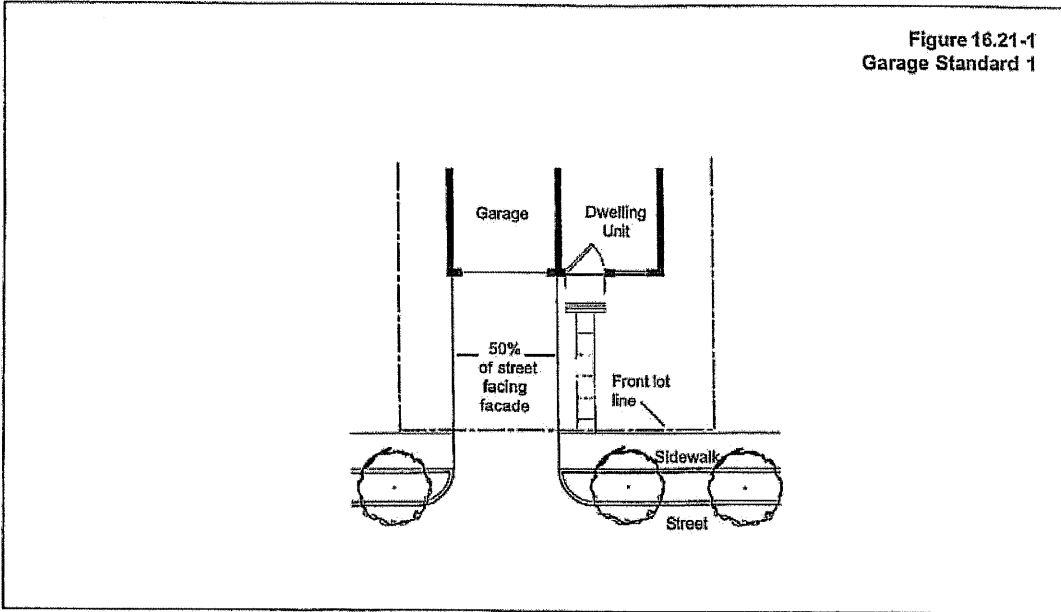 Figure 16.21-1
Garage Standard 1
Garage
Dwelling
Unit
50%
of street
facing
facade
Front lot
line
Sidewalk
Street